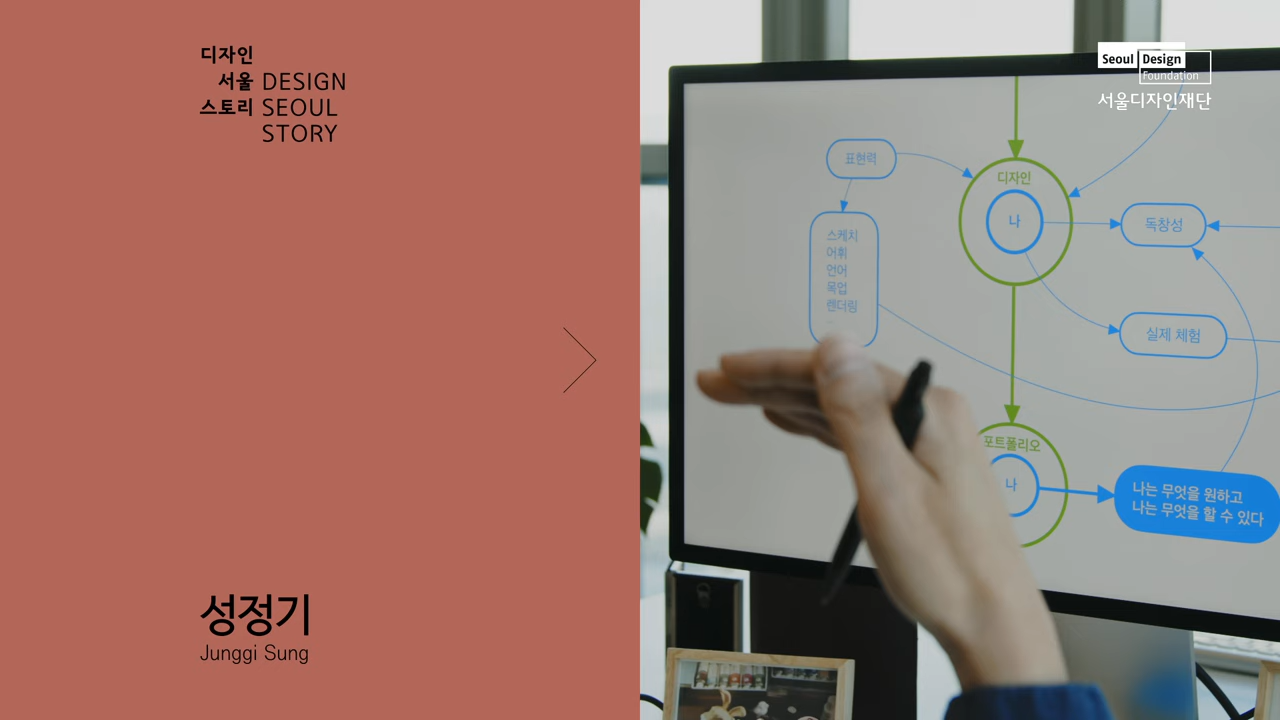 디자인
서울 DESIGN
스토리 SEOUL
STORY
성정기
Junggi Sung
Seoul Design
Foundation
서울디자인재단
표현력
디자인
나
독창성
스케치
어휘
언어
목업
렌더링
실제 체험
포트폴리오
나
나는 무엇을 원하고
나는 무엇을 할 수 있다